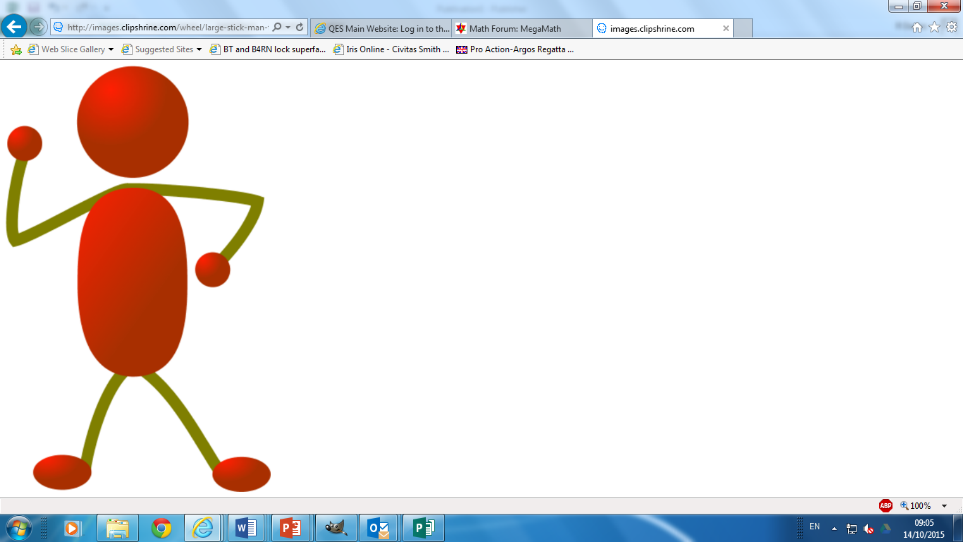 http://images.clipshrine.com/wheel/large-stick-man-
QES Main Website: Log in to th...
Math Forum: MegaMath
images.clipshrine.com
Web Slice Gallery
Suggested Sites
BT and B4RN lock superfa...
Iris Online - Civitas Smith ...
Pro Action-Argos Regatta ...
ABP
100%
EN
09:05
14/10/2015